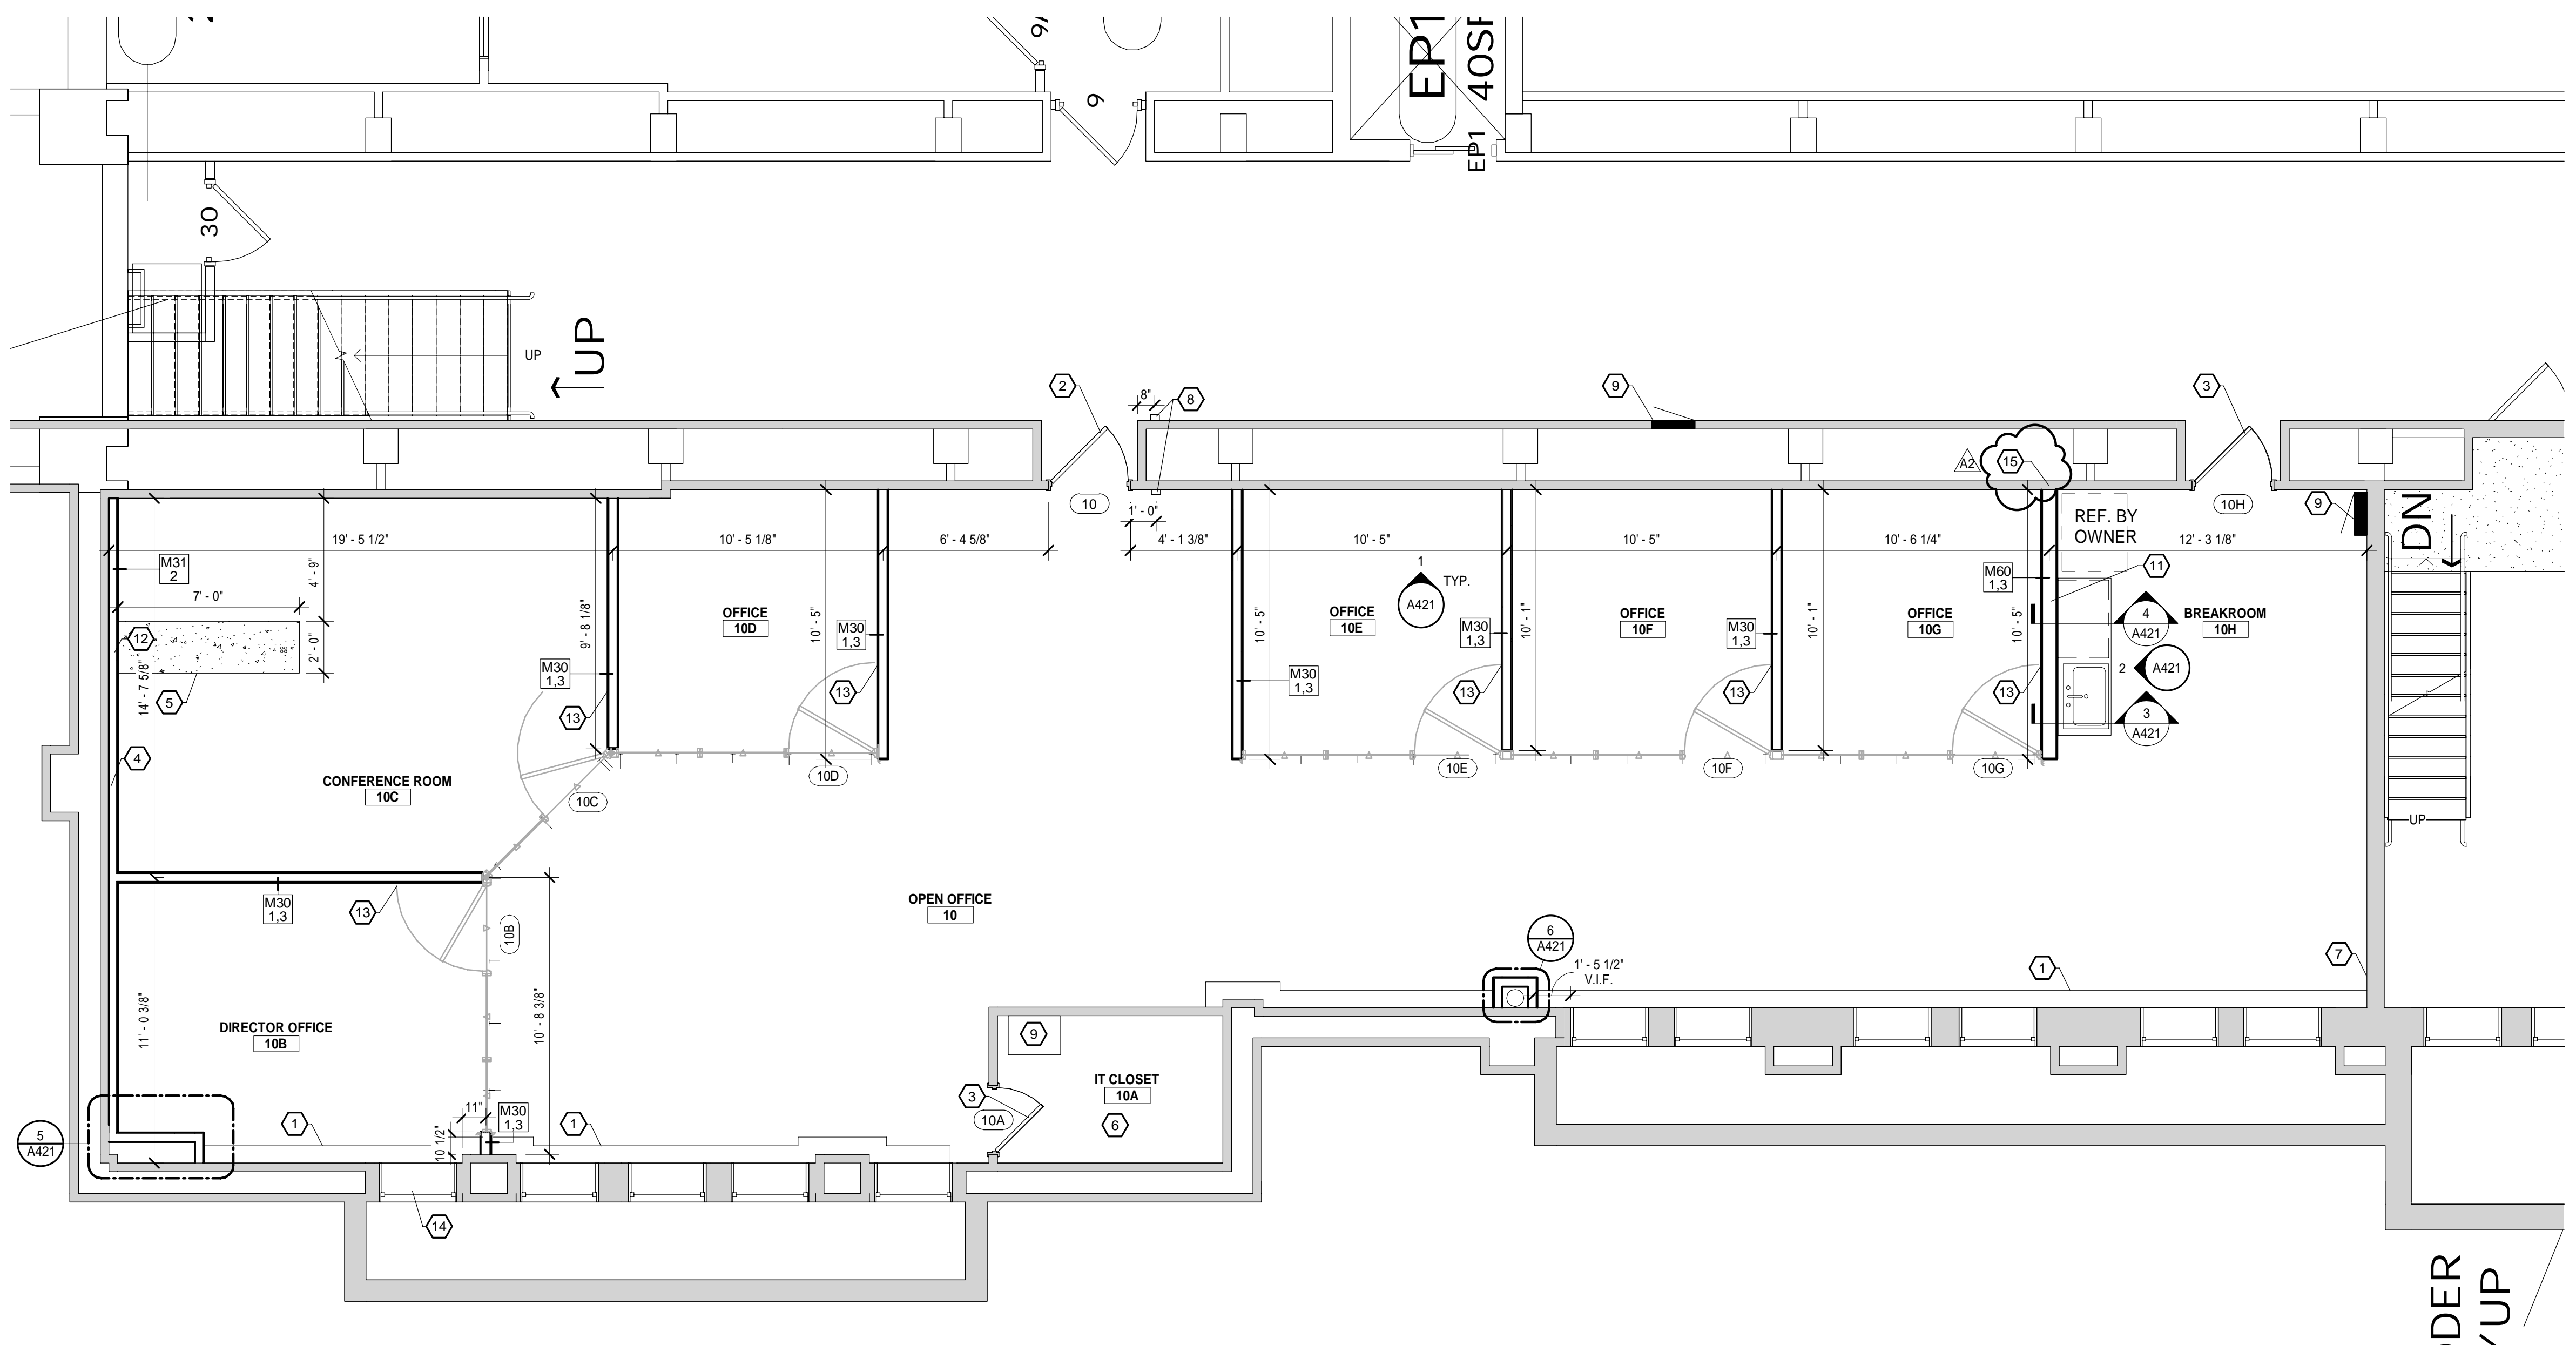 9
EP1
40SF
EP1
30
UP
UP
2
8"
8
9
3
A2
15
10
1' - 0"
10H
9
DN
REF. BY
OWNER
19' - 5 1/2"
10' - 5 1/8"
6' - 4 5/8"
4' - 1 3/8"
10' - 5"
10' - 5"
10' - 6 1/4"
12' - 3 1/8"
M31
2
4' - 9"
7' - 0"
12
2' - 0"
5
14' - 7 5/8"
4
9' - 8 1/8"
M30
1,3
13
OFFICE
10D
10' - 5"
M30
1,3
13
10D
10C
CONFERENCE ROOM
10C
10' - 5"
M30
1,3
OFFICE
10E
1
A421
TYP.
M30
1,3
13
10E
10' - 1"
OFFICE
10F
M30
1,3
13
10F
10' - 1"
OFFICE
10G
M60
1,3
10' - 5"
13
10G
11
4
A421
2
A421
3
A421
BREAKROOM
10H
UP
M30
1,3
13
10B
OPEN OFFICE
10
6
A421
1' - 5 1/2"
V.I.F.
1
7
11' - 0 3/8"
DIRECTOR OFFICE
10B
10' - 8 3/8"
9
IT CLOSET
10A
6
3
10A
5
A421
1
11"
M30
1,3
10 1/2"
1
14